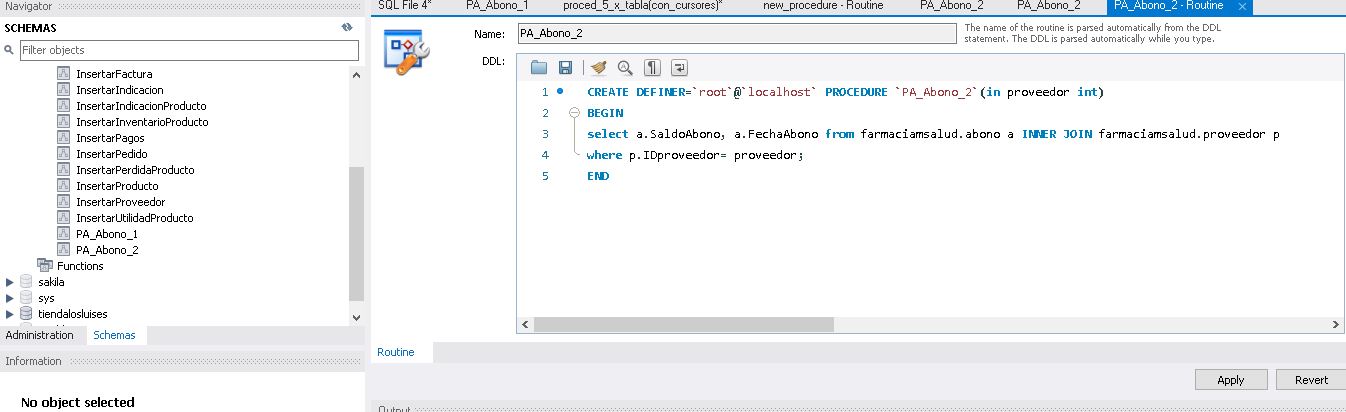 Navigator
SCHEMAS
Filter objects
InsertarFactura
InsertarIndicacion
InsertarIndicacionProducto
InsertarInventarioProducto
InsertarPagos
InsertarPedido
InsertarPerdidaProducto
InsertarProducto
InsertarProveedor
InsertarUtilidadProducto
PA_Abono_1
PA_Abono_2
Functions
sakila
sys
tiendalosluises
Administration Schemas
Information
No object selected
SQL File 4* PA_Abono_1 proced_5_x_tabla(con_cursores)* new_procedure - Routine PA_Abono_2 PA_Abono_2 PA_Abono_2 - Routine
Name: PA_Abono_2
The name of the routine is parsed automatically from the DDL
statement. The DDL is parsed automatically while you type.
DDL:
1 CREATE DEFINER=`root`@`localhost` PROCEDURE `PA_Abono_2`(in proveedor int)
2 BEGIN
3 select a.SaldoAbono, a.FechaAbono from farmaciamsalud.abono a INNER JOIN farmaciamsalud.proveedor p
4 where p.IDproveedor= proveedor;
5 END
Routine
Apply Revert
Output